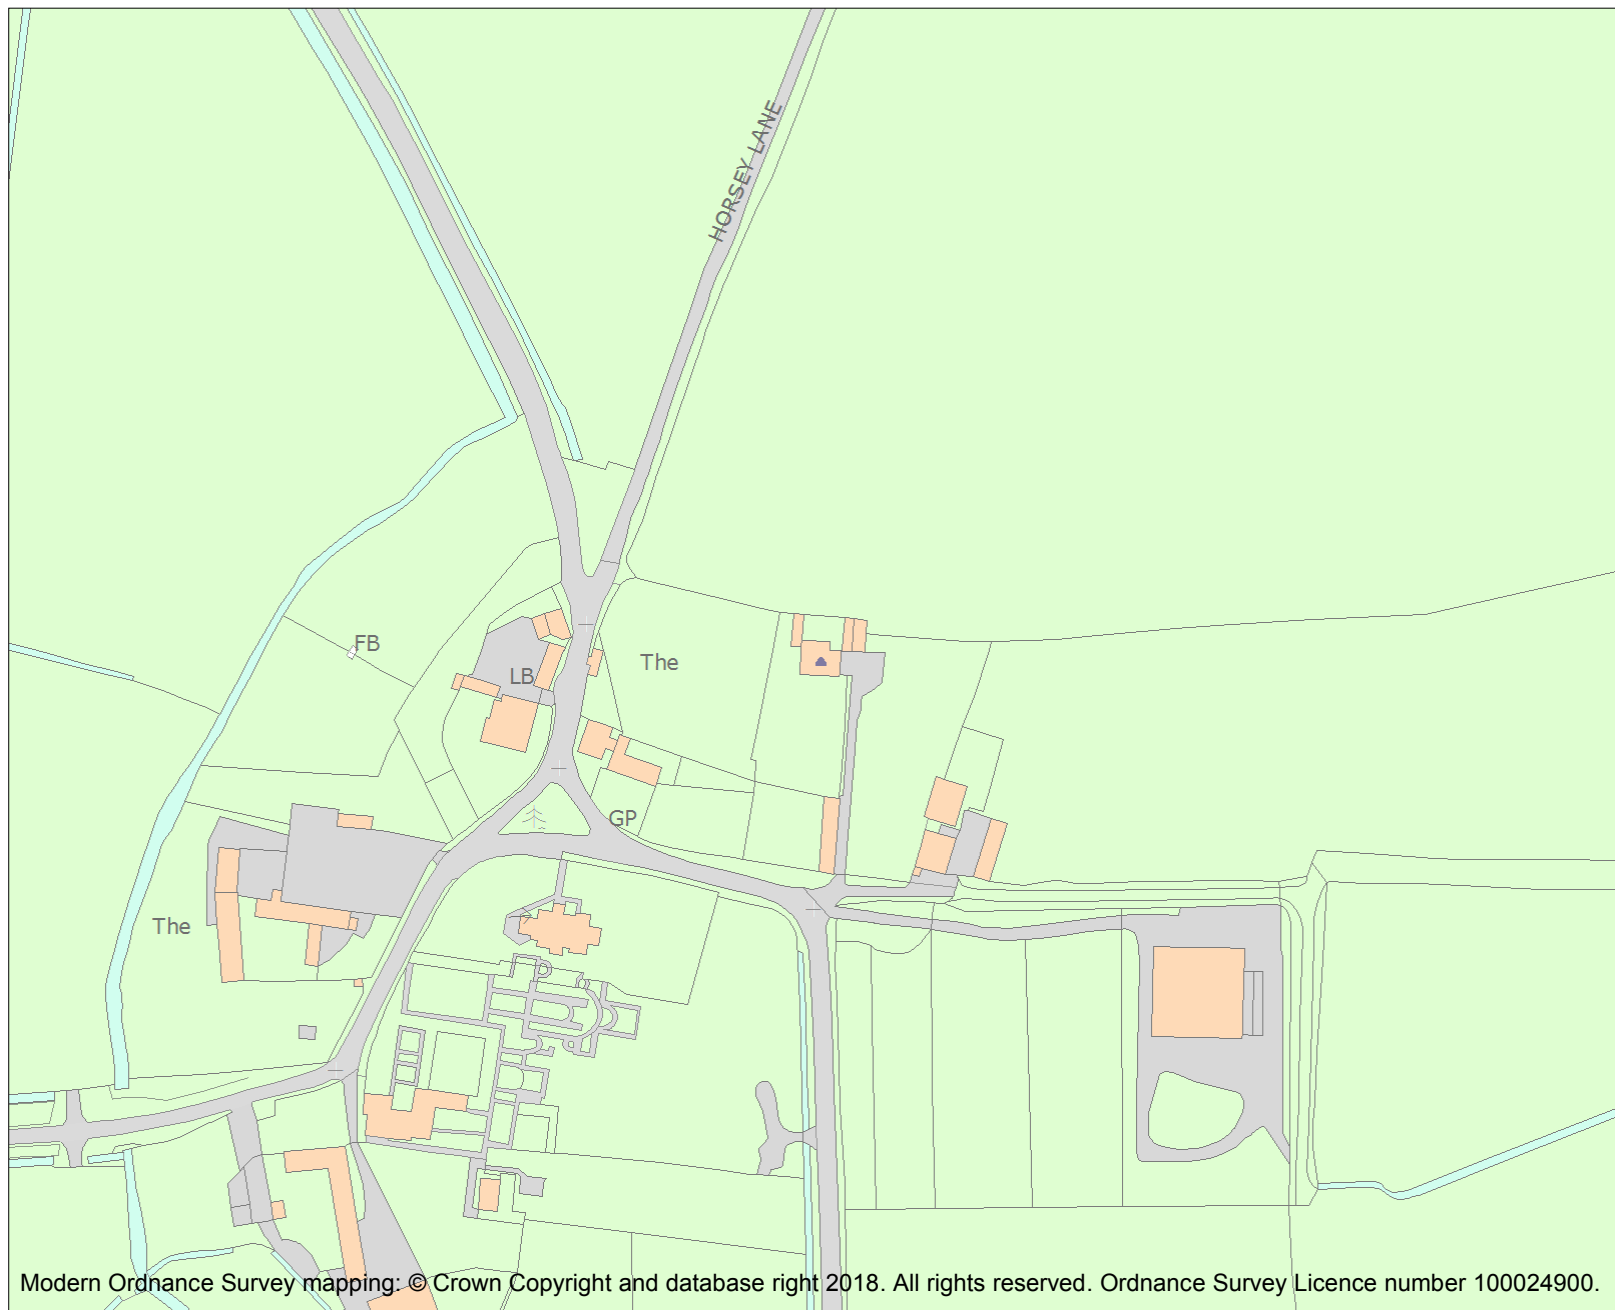 HORSEY LANE
FB
The
LB
GP
The
Modern Ordnance Survey mapping: © Crown Copyright and database right 2018. All rights reserved. Ordnance Survey Licence number 100024900.